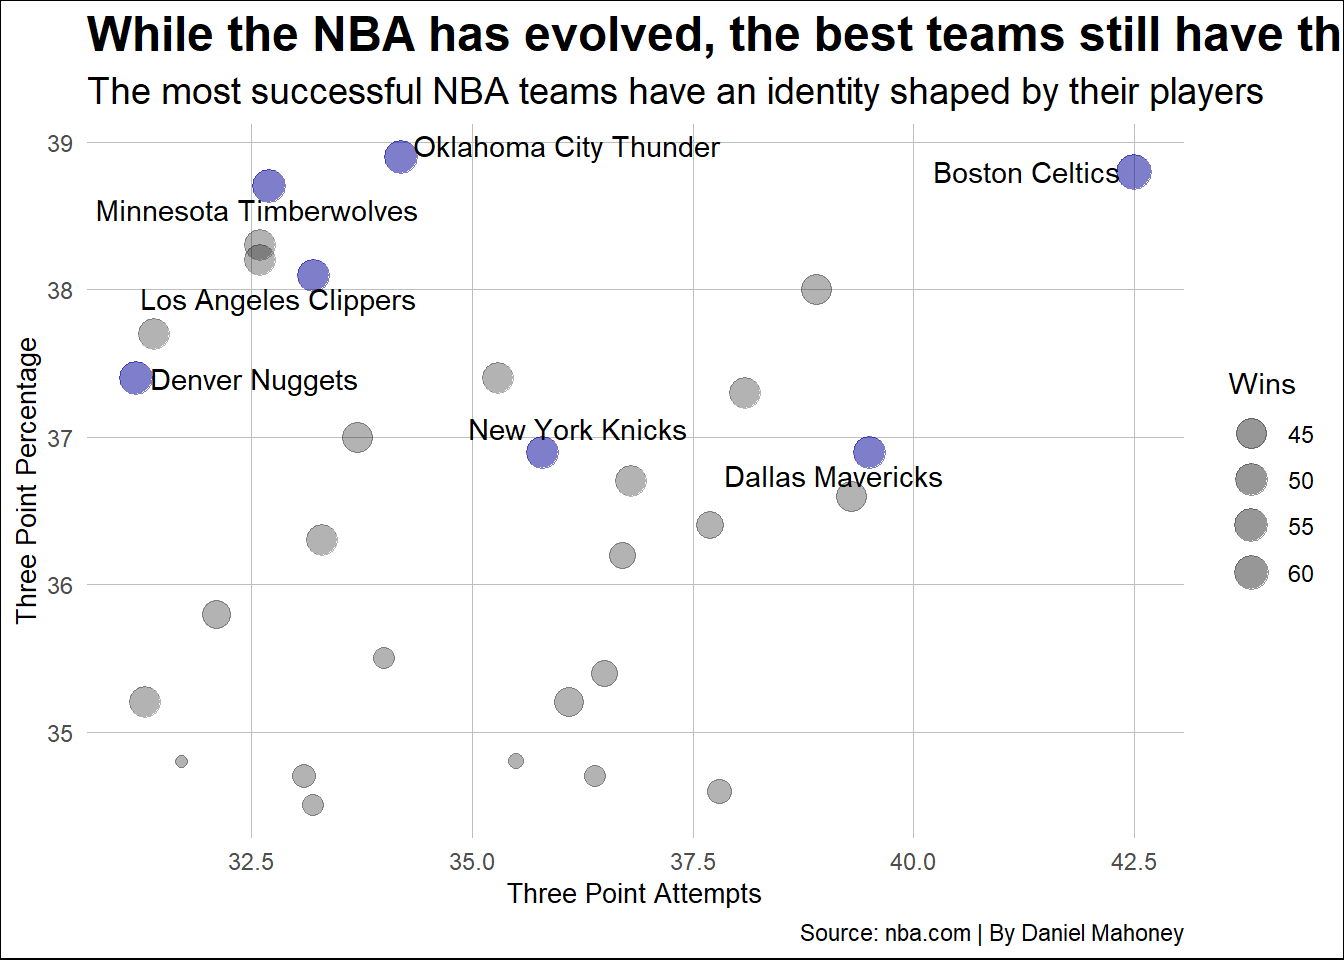 While the NBA has evolved, the best teams still have th
The most successful NBA teams have an identity shaped by their players
39
Oklahoma City Thunder
Boston Celtics
Minnesota Timberwolves
38
Los Angeles Clippers
Denver Nuggets
New York Knicks
37
Dallas Mavericks
36
35
Three Point Percentage
Wins
45
50
55
60
32.5
35.0
37.5
40.0
42.5
Three Point Attempts
Source: nba.com | By Daniel Mahoney